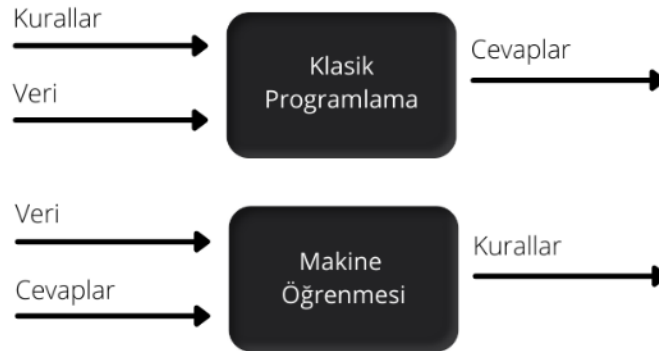 Kurallar
Veri
Klasik
Programlama
Cevaplar
Veri
Cevaplar
Makine
Öğrenmesi
Kurallar